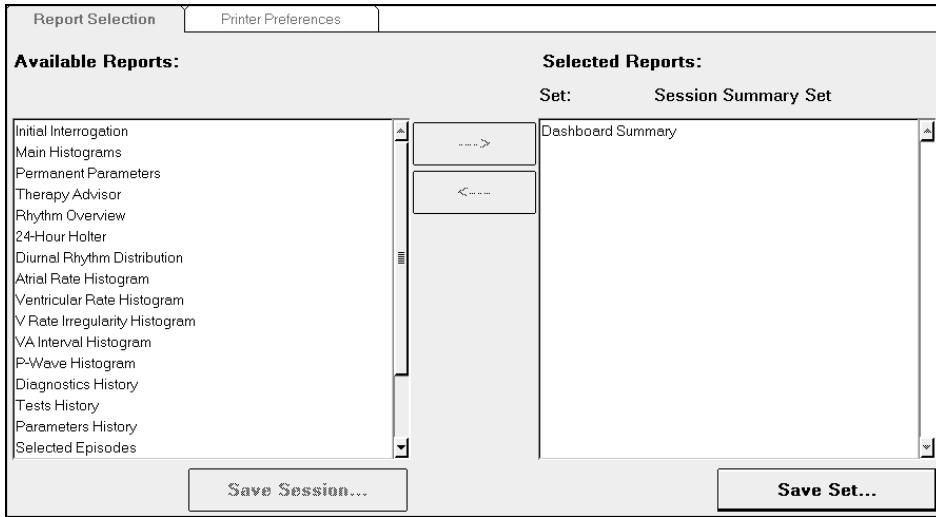 Report Selection
Printer Preferences
Available Reports:
Selected Reports:
Set: Session Summary Set
Initial Interrogation
Main Histograms
Permanent Parameters
Therapy Advisor
Rhythm Overview
24-Hour Holter
Diurnal Rhythm Distribution
Atrial Rate Histogram
Ventricular Rate Histogram
V Rate Irregularity Histogram
VA Interval Histogram
P-Wave Histogram
Diagnostics History
Tests History
Parameters History
Selected Episodes
---->
<----
Dashboard Summary
Save Session...
Save Set...